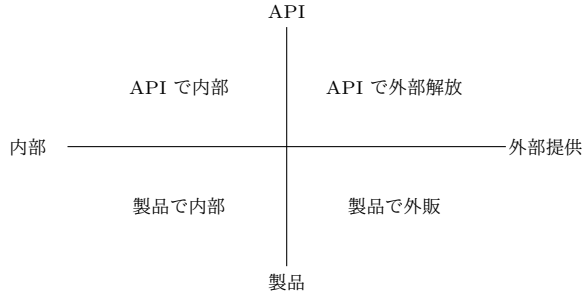 API
API で内部
API で外部解放
内部
外部提供
製品で内部
製品で外販
製品